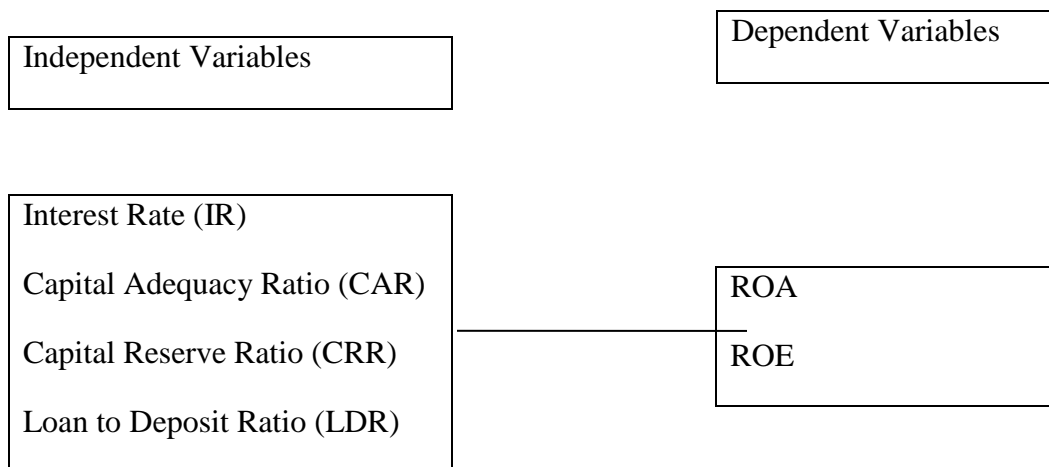 Independent Variables
Dependent Variables
Interest Rate (IR)
Capital Adequacy Ratio (CAR)
Capital Reserve Ratio (CRR)
Loan to Deposit Ratio (LDR)
ROA
ROE